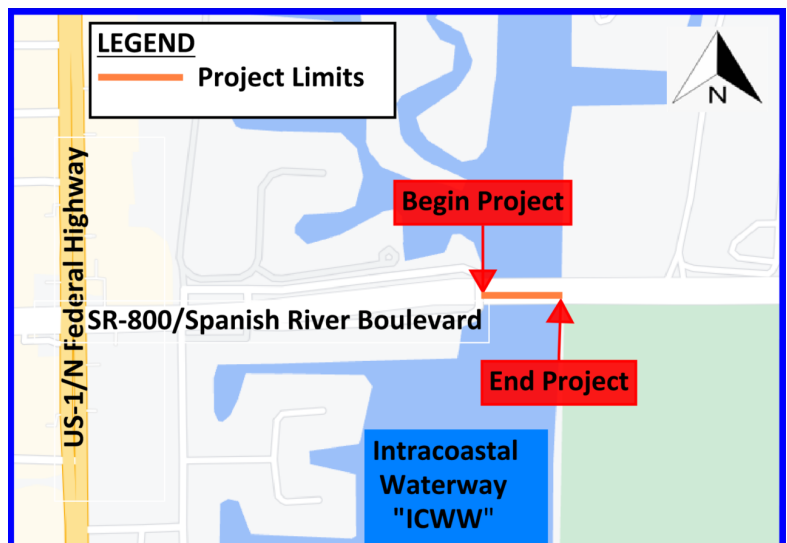 LEGEND
Project Limits
N
Begin Project
US-1/N Federal Highway
SR-800/Spanish River Boulevard
End Project
Intracoastal
Waterway
"ICWW"